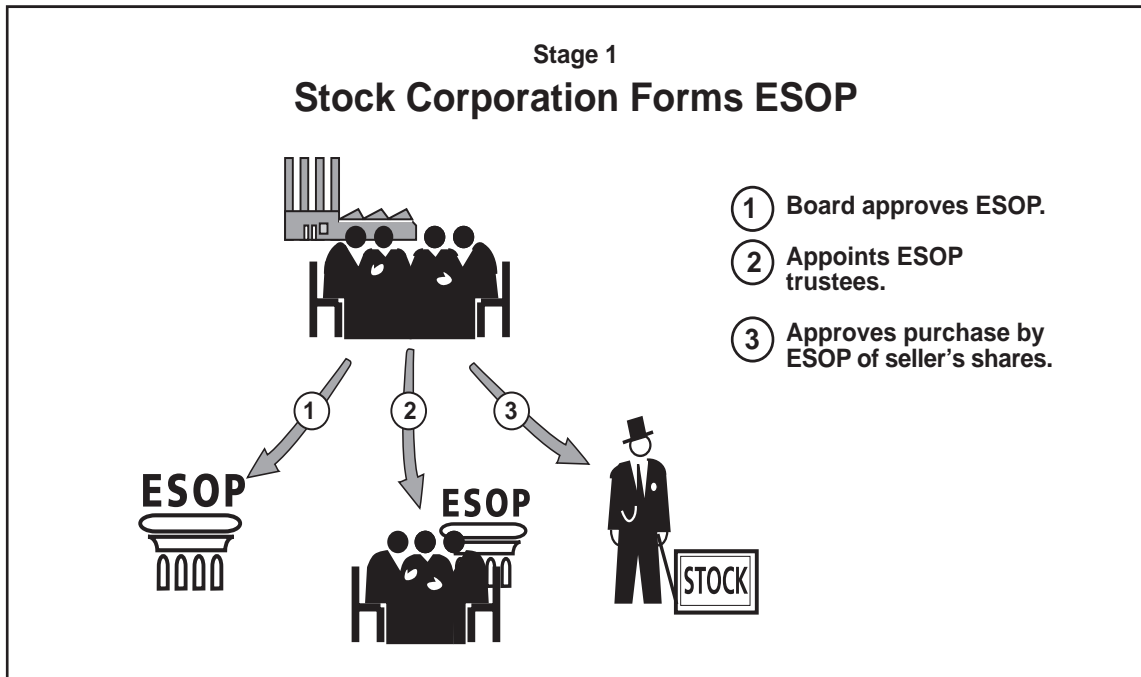 Stage 1
Stock Corporation Forms ESOP
1 Board approves ESOP.
2 Appoints ESOP
trustees.
3 Approves purchase by
ESOP of seller's shares.
1 2 3
ESOP
ESOP
STOCK